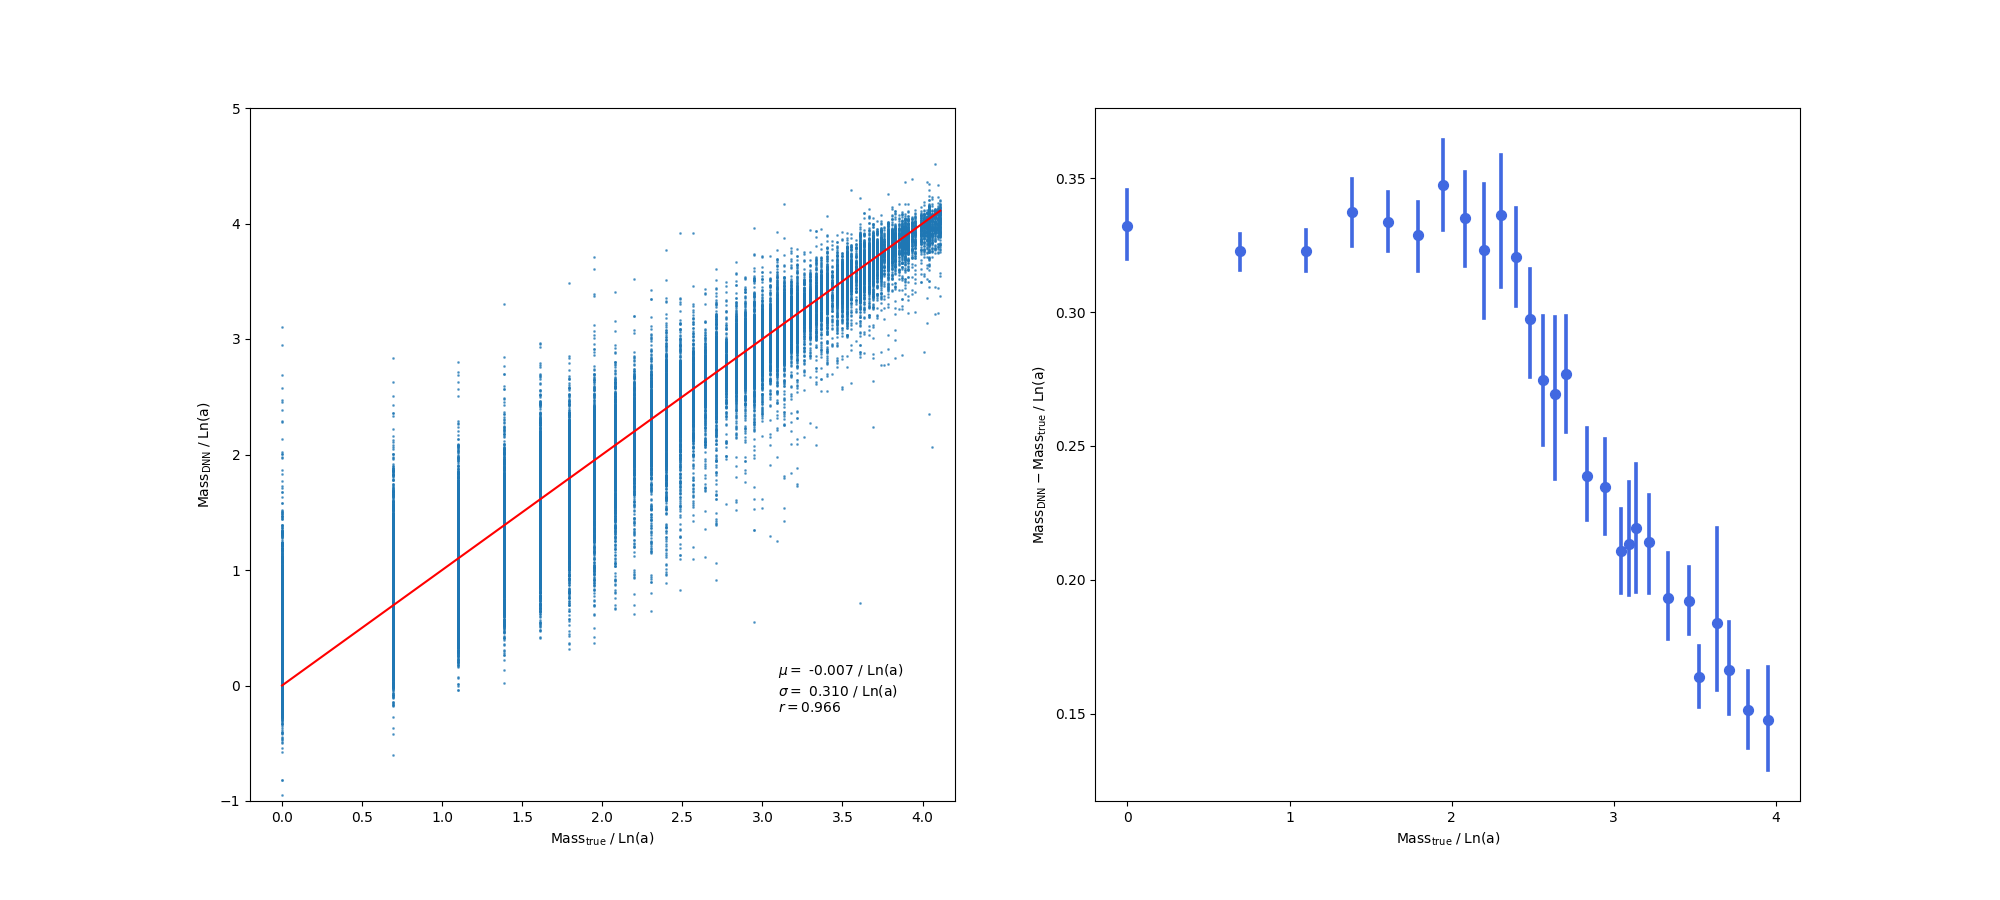 5
4
3
2
1
0
−1
Mass_DNN / Ln(a)
μ = -0.007 / Ln(a)
σ = 0.310 / Ln(a)
r = 0.966
0.0 0.5 1.0 1.5 2.0 2.5 3.0 3.5 4.0
Mass_true / Ln(a)
0.35
0.30
0.25
0.20
0.15
Mass_DNN − Mass_true / Ln(a)
0 1 2 3 4
Mass_true / Ln(a)